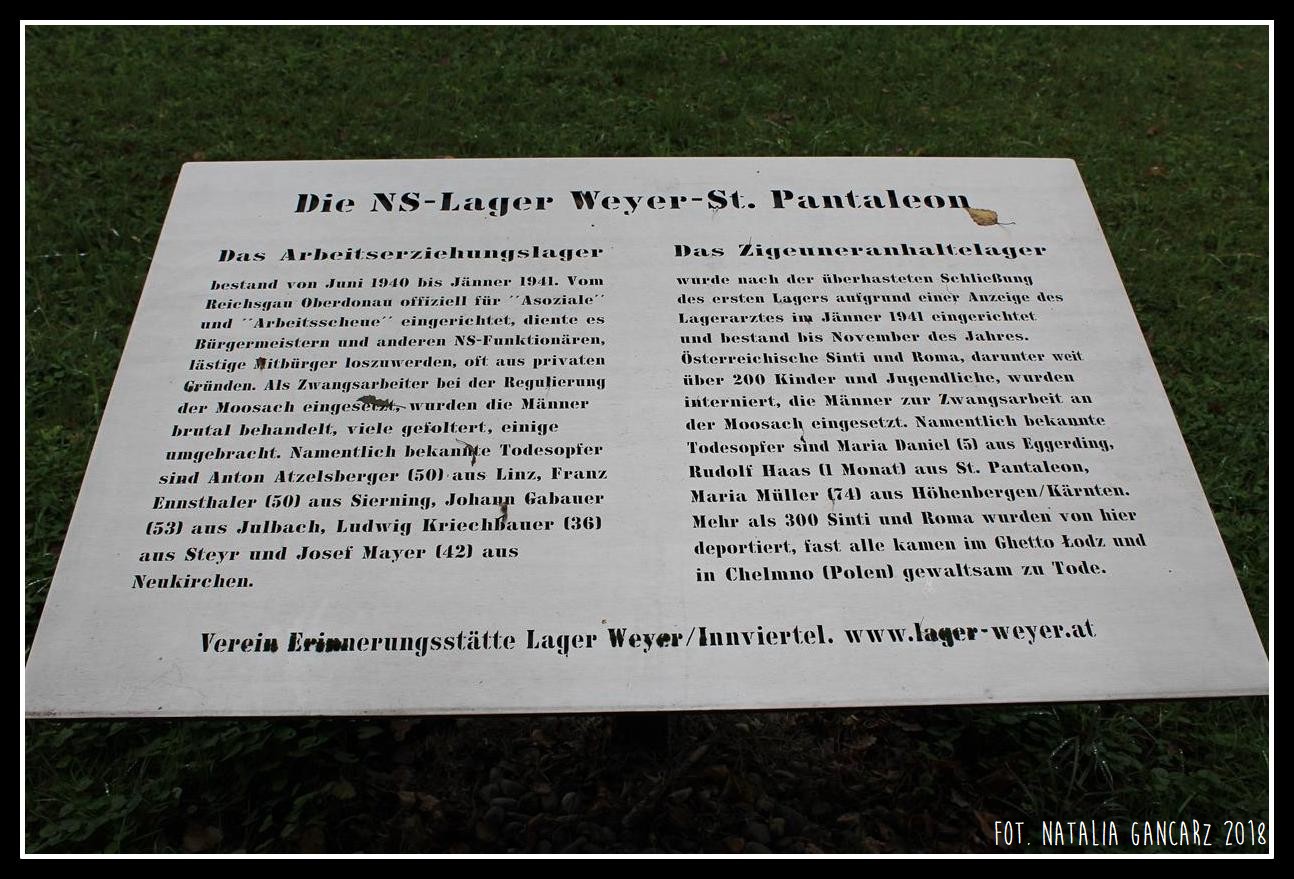 Die NS-Lager Weyer-St. Pantaleon
Das Arbeitserziehungslager
bestand von Juni 1940 bis Jänner 1941. Vom
Reichsgau Oberdonau offiziell für ´´Asoziale´´
und ´´Arbeitsscheue´´ eingerichtet, diente es
Bürgermeistern und anderen NS-Funktionären,
lästige Mitbürger loszuwerden, oft aus privaten
Gründen. Als Zwangsarbeiter bei der Regulierung
der Moosach eingesetzt, wurden die Männer
brutal behandelt, viele gefoltert, einige
umgebracht. Namentlich bekannte Todesopfer
sind Anton Atzelsberger (50) aus Linz, Franz
Ennsthaler (50) aus Sierning, Johann Gabauer
(53) aus Julbach, Ludwig Kriechbauer (36)
aus Steyr und Josef Mayer (42) aus
Neukirchen.
Das Zigeuneranhaltelager
wurde nach der überhasteten Schließung
des ersten Lagers aufgrund einer Anzeige des
Lagerarztes im Jänner 1941 eingerichtet
und bestand bis November des Jahres.
Österreichische Sinti und Roma, darunter weit
über 200 Kinder und Jugendliche, wurden
interniert, die Männer zur Zwangsarbeit an
der Moosach eingesetzt. Namentlich bekannte
Todesopfer sind Maria Daniel (5) aus Eggerding,
Rudolf Haas (1 Monat) aus St. Pantaleon,
Maria Müller (74) aus Höhenbergen/Kärnten.
Mehr als 300 Sinti und Roma wurden von hier
deportiert, fast alle kamen im Ghetto Łodz und
in Chelmno (Polen) gewaltsam zu Tode.
Verein Erinnerungsstätte Lager Weyer/Innviertel. www.lager-weyer.at
FOT. NATALIA GANCARZ 2018